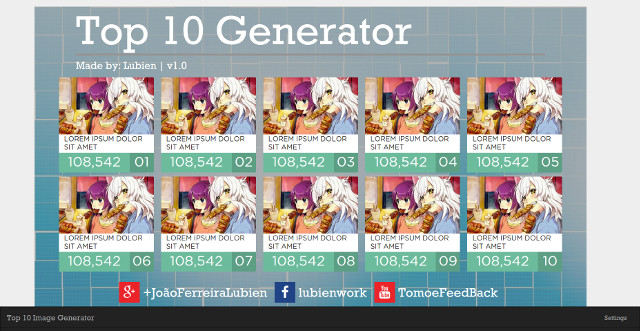 Top 10 Generator
Made by: Lubien | v1.0
LOREM IPSUM DOLOR
SIT AMET
108,542 01
LOREM IPSUM DOLOR
SIT AMET
108,542 02
LOREM IPSUM DOLOR
SIT AMET
108,542 03
LOREM IPSUM DOLOR
SIT AMET
108,542 04
LOREM IPSUM DOLOR
SIT AMET
108,542 05
LOREM IPSUM DOLOR
SIT AMET
108,542 06
LOREM IPSUM DOLOR
SIT AMET
108,542 07
LOREM IPSUM DOLOR
SIT AMET
108,542 08
LOREM IPSUM DOLOR
SIT AMET
108,542 09
LOREM IPSUM DOLOR
SIT AMET
108,542 10
g+ +JoãoFerreiraLubien f lubienwork You Tube TomoeFeedBack
Top 10 Image Generator Settings